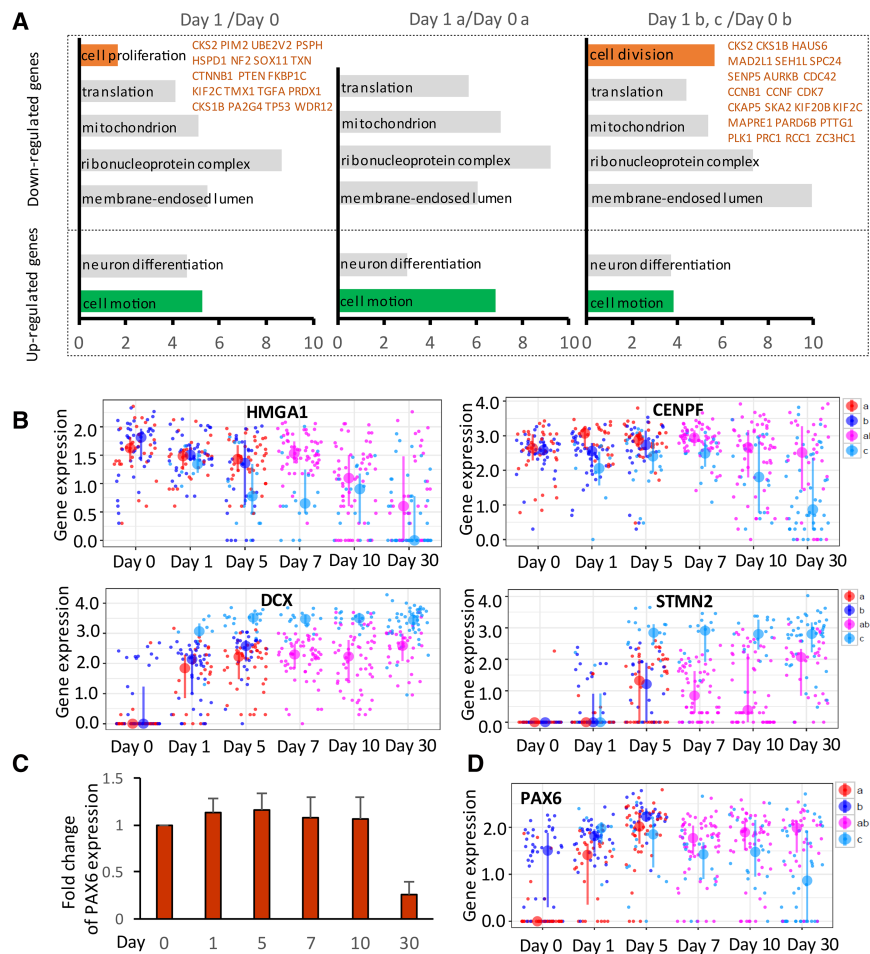 A
Day 1 /Day 0
Day 1 a/Day 0 a
Day 1 b, c /Day 0 b
Down-regulated genes
Up-regulated genes
cell proliferation
translation
mitochondrion
ribonucleoprotein complex
membrane-endosed lumen
neuron differentiation
cell motion
CKS2 PIM2 UBE2V2 PSPH
HSPD1 NF2 SOX11 TXN
CTNNB1 PTEN FKBP1C
KIF2C TMX1 TGFA PRDX1
CKS1B PA2G4 TP53 WDR12
0 2 4 6 8 10
translation
mitochondrion
ribonucleoprotein complex
membrane-endosed lumen
neuron differentiation
cell motion
0 2 4 6 8 10
cell division
translation
mitochondrion
ribonucleoprotein complex
membrane-endosed lumen
neuron differentiation
cell motion
CKS2 CKS1B HAUS6
MAD2L1 SEH1L SPC24
SENP5 AURKB CDC42
CCNB1 CCNF CDK7
CKAP5 SKA2 KIF20B KIF2C
MAPRE1 PARD6B PTTG1
PLK1 PRC1 RCC1 ZC3HC1
0 2 4 6 8 10
B
HMGA1
Gene expression
2.0
1.5
1.0
0.5
0.0
Day 0 Day 1 Day 5 Day 7 Day 10 Day 30
CENPF
Gene expression
4.0
3.0
2.0
1.0
0.0
Day 0 Day 1 Day 5 Day 7 Day 10 Day 30
a
b
ab
c
DCX
Gene expression
4.0
3.0
2.0
1.0
0.0
Day 0 Day 1 Day 5 Day 7 Day 10 Day 30
STMN2
Gene expression
4.0
3.0
2.0
1.0
0.0
Day 0 Day 1 Day 5 Day 7 Day 10 Day 30
a
b
ab
c
C
Fold change
of PAX6 expression
1.5
1
0.5
0
Day 0 1 5 7 10 30
D
PAX6
Gene expression
2.0
1.0
0.0
Day 0 Day 1 Day 5 Day 7 Day 10 Day 30
a
b
ab
c